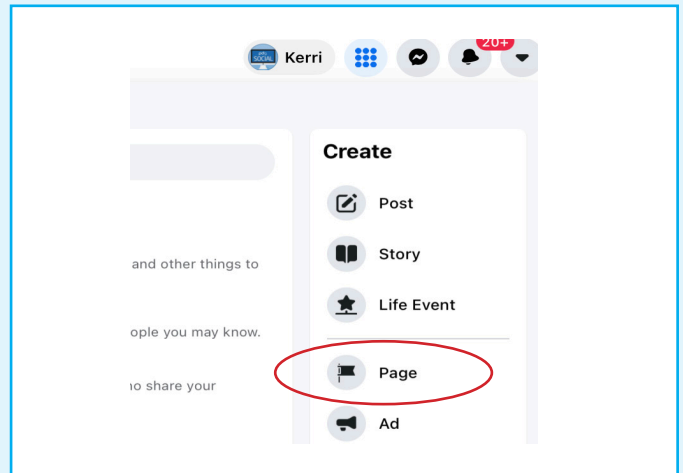 Kerri
20+
Create
Post
Story
and other things to
Life Event
ople you may know.
Page
no share your
Ad